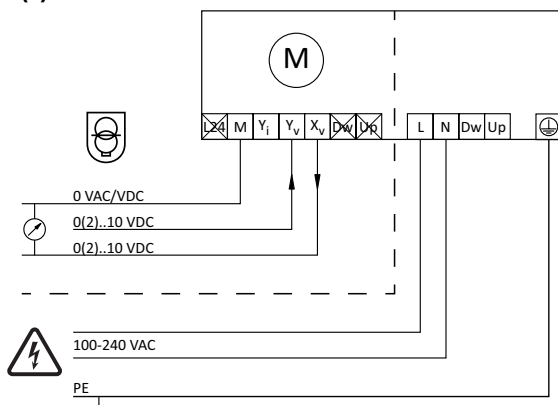 M
L24 M Yi Yv Xv Dw Up L N Dw Up
0 VAC/VDC
0(2)..10 VDC
0(2)..10 VDC
100-240 VAC
PE